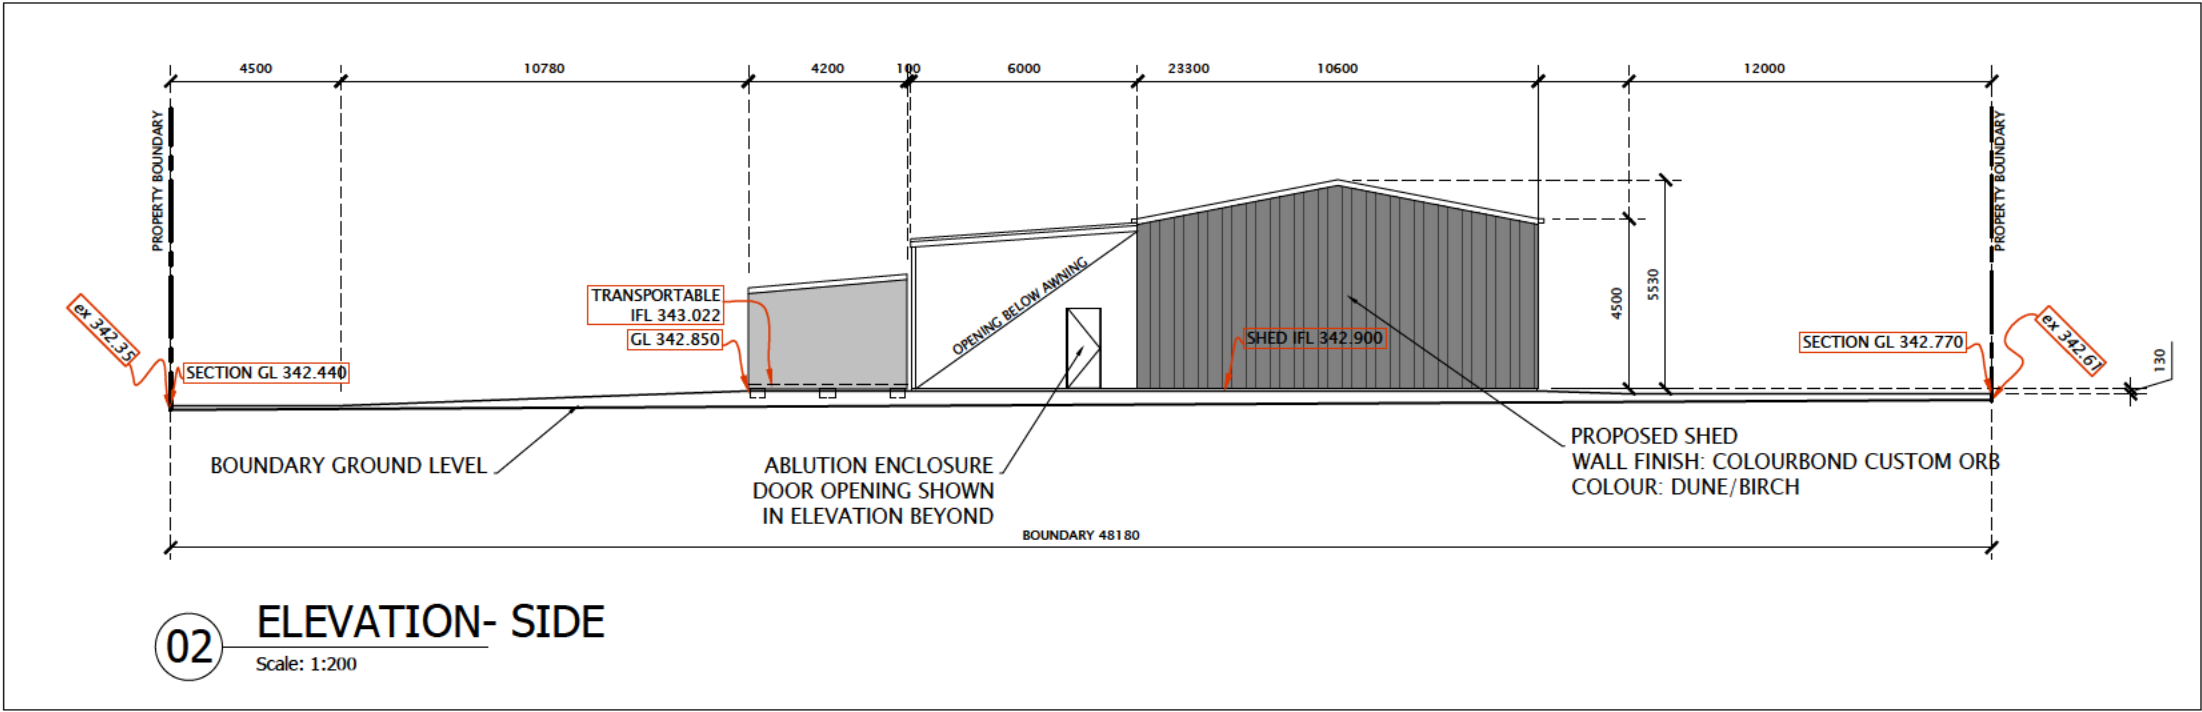 4500
10780
4200
100
6000
23300
10600
12000
PROPERTY BOUNDARY
PROPERTY BOUNDARY
ex 342.35
SECTION GL 342.440
TRANSPORTABLE
IFL 343.022
GL 342.850
OPENING BELOW AWNING
SHED IFL 342.900
4500
5530
SECTION GL 342.770
ex 342.61
130
BOUNDARY GROUND LEVEL
ABLUTION ENCLOSURE
DOOR OPENING SHOWN
IN ELEVATION BEYOND
PROPOSED SHED
WALL FINISH: COLOURBOND CUSTOM ORB
COLOUR: DUNE/BIRCH
BOUNDARY 48180
02
ELEVATION- SIDE
Scale: 1:200